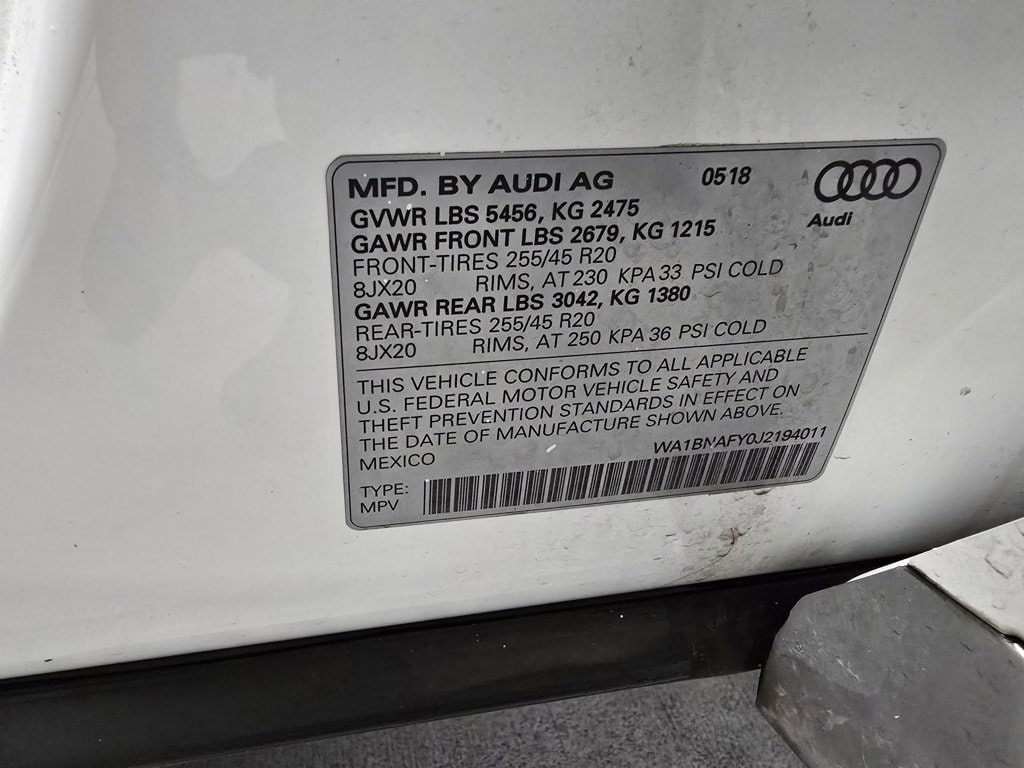 MFD. BY AUDI AG 0518
GVWR LBS 5456, KG 2475
Audi
GAWR FRONT LBS 2679, KG 1215
FRONT-TIRES 255/45 R20
8JX20 RIMS, AT 230 KPA 33 PSI COLD
GAWR REAR LBS 3042, KG 1380
REAR-TIRES 255/45 R20
8JX20 RIMS, AT 250 KPA 36 PSI COLD
THIS VEHICLE CONFORMS TO ALL APPLICABLE
U.S. FEDERAL MOTOR VEHICLE SAFETY AND
THEFT PREVENTION STANDARDS IN EFFECT ON
THE DATE OF MANUFACTURE SHOWN ABOVE.
MEXICO WA1BNAFY0J2194011
TYPE:
MPV